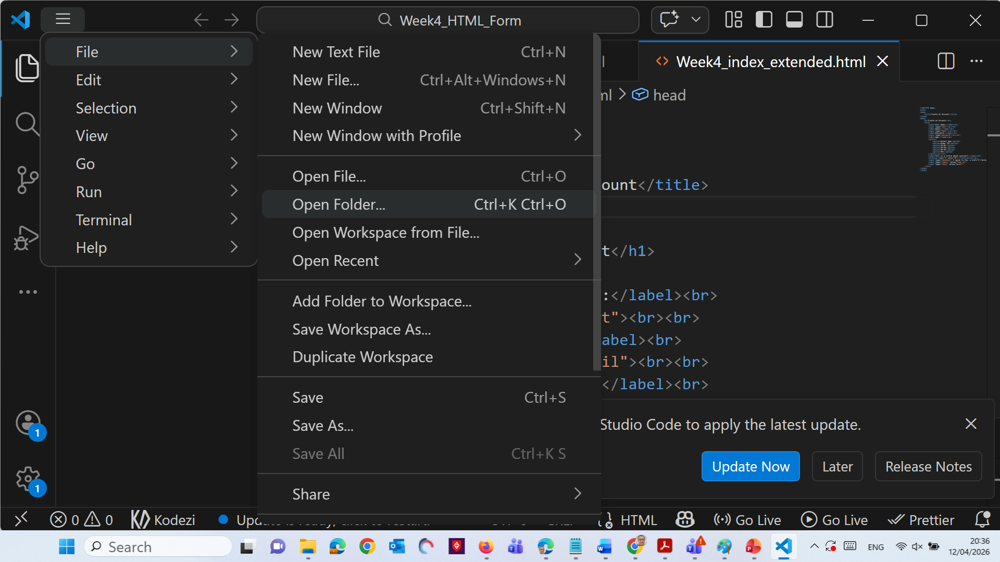 Week4_HTML_Form
File
Edit
Selection
View
Go
Run
Terminal
Help
New Text File Ctrl+N
New File... Ctrl+Alt+Windows+N
New Window Ctrl+Shift+N
New Window with Profile
Open File... Ctrl+O
Open Folder... Ctrl+K Ctrl+O
Open Workspace from File...
Open Recent
Add Folder to Workspace...
Save Workspace As...
Duplicate Workspace
Save Ctrl+S
Save As...
Save All Ctrl+K S
Share
Week4_index_extended.html
ml > head
ount</title>
t</h1>
:</label><br>
t"><br><br>
abel><br>
il"><br><br>
</label><br>
Studio Code to apply the latest update.
Update Now Later Release Notes
1
1
0 0 Kodezi HTML Go Live Go Live Prettier
Search
ENG
20:36
12/04/2026